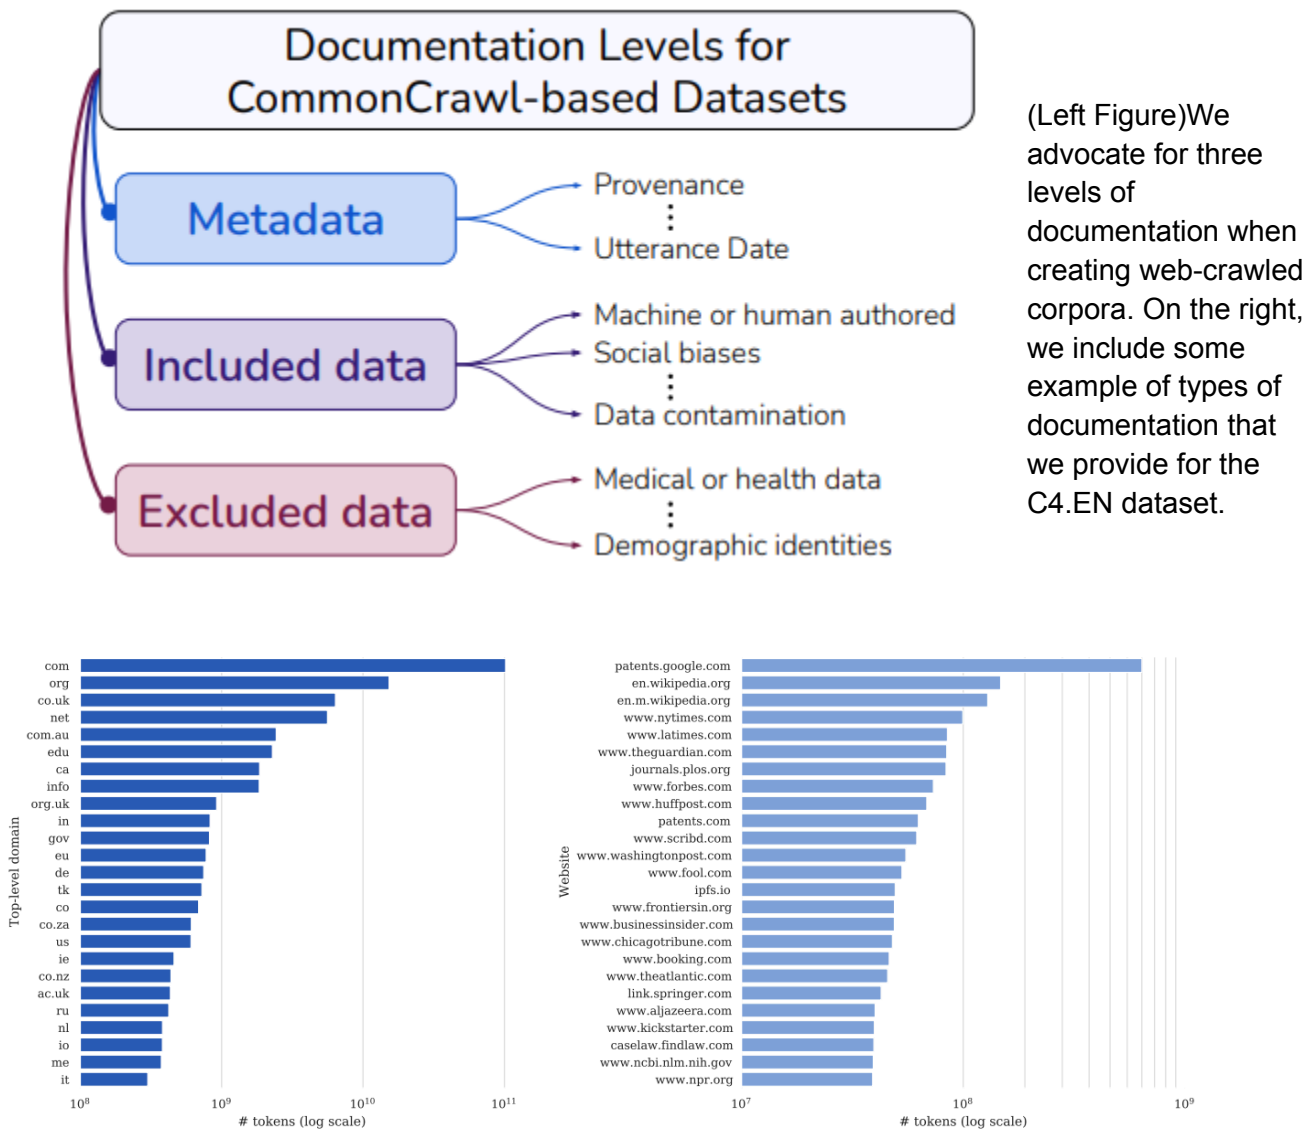 Documentation Levels for
CommonCrawl-based Datasets
Metadata
Provenance
Utterance Date
Included data
Machine or human authored
Social biases
Data contamination
Excluded data
Medical or health data
Demographic identities
(Left Figure)We
advocate for three
levels of
documentation when
creating web-crawled
corpora. On the right,
we include some
example of types of
documentation that
we provide for the
C4.EN dataset.
Top-level domain
com
org
co.uk
net
com.au
edu
ca
info
org.uk
in
gov
eu
de
tk
co
co.za
us
ie
co.nz
ac.uk
ru
nl
io
me
it
10⁸ 10⁹ 10¹⁰ 10¹¹
# tokens (log scale)
Website
patents.google.com
en.wikipedia.org
en.m.wikipedia.org
www.nytimes.com
www.latimes.com
www.theguardian.com
journals.plos.org
www.forbes.com
www.huffpost.com
patents.com
www.scribd.com
www.washingtonpost.com
www.fool.com
ipfs.io
www.frontiersin.org
www.businessinsider.com
www.chicagotribune.com
www.booking.com
www.theatlantic.com
link.springer.com
www.aljazeera.com
www.kickstarter.com
caselaw.findlaw.com
www.ncbi.nlm.nih.gov
www.npr.org
10⁷ 10⁸ 10⁹
# tokens (log scale)